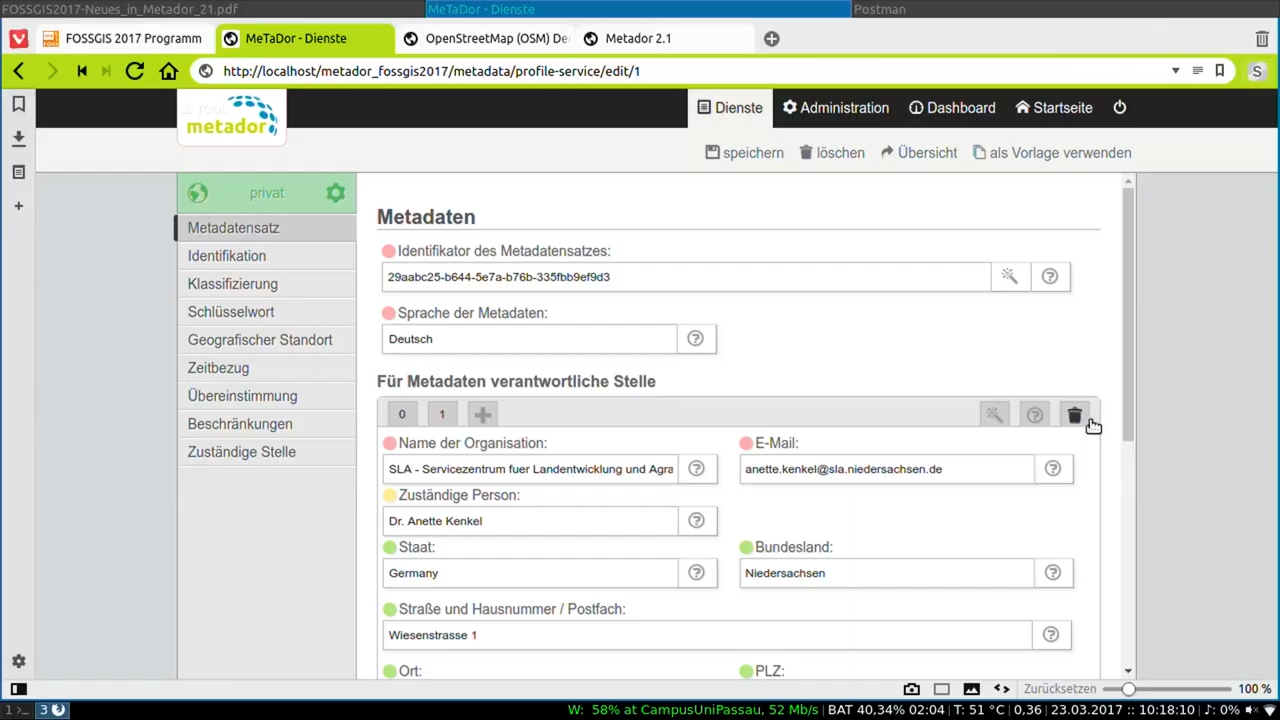 FOSSGIS2017-Neues_in_Metador_21.pdf
MeTaDor - Dienste
Postman
FOSSGIS 2017 Programm
MeTaDor - Dienste
OpenStreetMap (OSM) De
Metador 2.1
http://localhost/metador_fossgis2017/metadata/profile-service/edit/1
S
metador
Dienste
Administration
Dashboard
Startseite
speichern
löschen
Übersicht
als Vorlage verwenden
privat
Metadatensatz
Identifikation
Klassifizierung
Schlüsselwort
Geografischer Standort
Zeitbezug
Übereinstimmung
Beschränkungen
Zuständige Stelle
Metadaten
Identifikator des Metadatensatzes:
29aabc25-b644-5e7a-b76b-335fbb9ef9d3
Sprache der Metadaten:
Deutsch
Für Metadaten verantwortliche Stelle
0 1
Name der Organisation: E-Mail:
SLA - Servicezentrum fuer Landentwicklung und Agra anette.kenkel@sla.niedersachsen.de
Zuständige Person:
Dr. Anette Kenkel
Staat: Bundesland:
Germany Niedersachsen
Straße und Hausnummer / Postfach:
Wiesenstrasse 1
Ort: PLZ:
Zurücksetzen 100 %
1 >_ 3 W: 58% at CampusUniPassau, 52 Mb/s | BAT 40,34% 02:04 | T: 51 °C | 0,36 | 23.03.2017 :: 10:18:10 | ♪: 0%